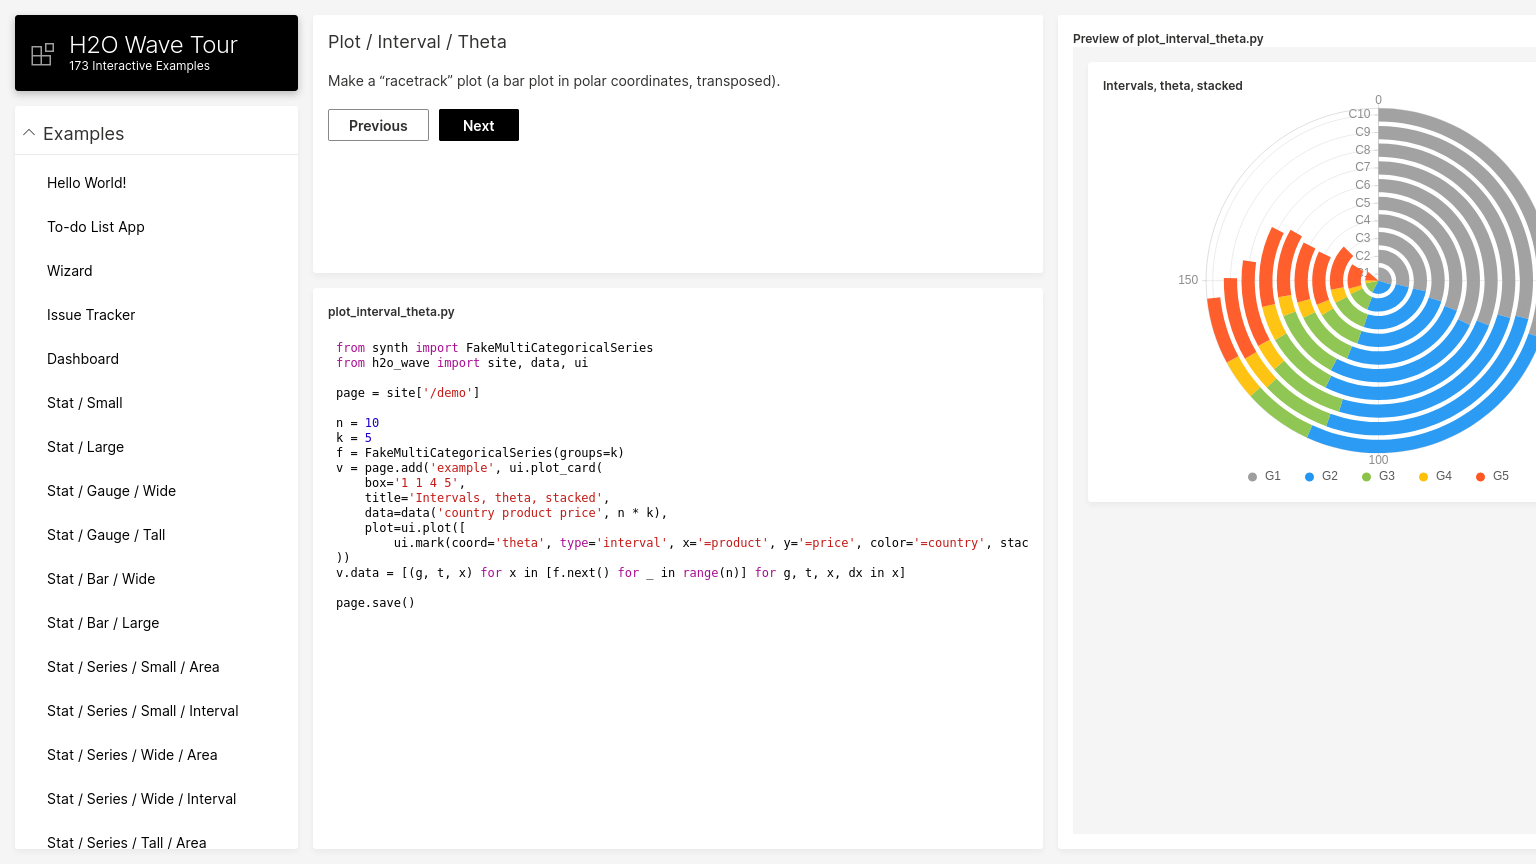 H2O Wave Tour
173 Interactive Examples
Examples
Hello World!
To-do List App
Wizard
Issue Tracker
Dashboard
Stat / Small
Stat / Large
Stat / Gauge / Wide
Stat / Gauge / Tall
Stat / Bar / Wide
Stat / Bar / Large
Stat / Series / Small / Area
Stat / Series / Small / Interval
Stat / Series / Wide / Area
Stat / Series / Wide / Interval
Stat / Series / Tall / Area
Plot / Interval / Theta
Make a “racetrack” plot (a bar plot in polar coordinates, transposed).
Previous Next
plot_interval_theta.py
from synth import FakeMultiCategoricalSeries
from h2o_wave import site, data, ui
page = site['/demo']
n = 10
k = 5
f = FakeMultiCategoricalSeries(groups=k)
v = page.add('example', ui.plot_card(
    box='1 1 4 5',
    title='Intervals, theta, stacked',
    data=data('country product price', n * k),
    plot=ui.plot([
        ui.mark(coord='theta', type='interval', x='=product', y='=price', color='=country', stac
))
v.data = [(g, t, x) for x in [f.next() for _ in range(n)] for g, t, x, dx in x]
page.save()
Preview of plot_interval_theta.py
Intervals, theta, stacked
0
C10
C9
C8
C7
C6
C5
C4
C3
C2
150
100
G1 G2 G3 G4 G5